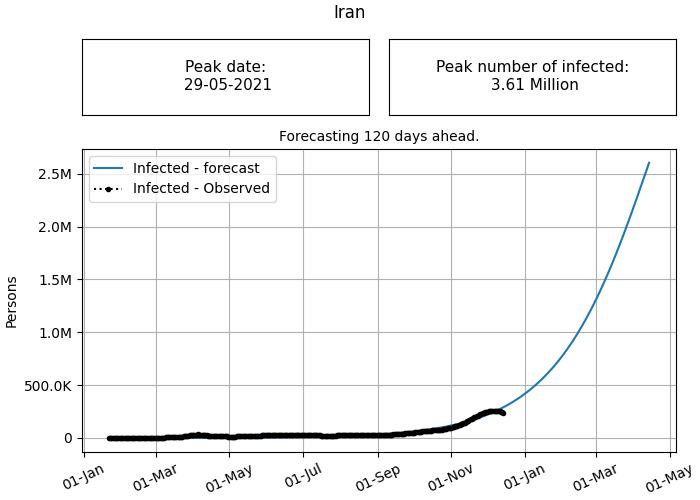 Iran
Peak date:
29-05-2021
Peak number of infected:
3.61 Million
Forecasting 120 days ahead.
Infected - forecast
Infected - Observed
Persons
2.5M
2.0M
1.5M
1.0M
500.0K
0
01-Jan
01-Mar
01-May
01-Jul
01-Sep
01-Nov
01-Jan
01-Mar
01-May